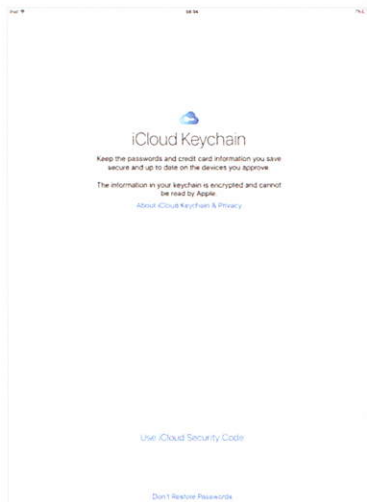 iPad
iCloud Keychain
Keep the passwords and credit card information you save
secure and up to date on the devices you approve.
The information in your keychain is encrypted and cannot
be read by Apple.
About iCloud Keychain & Privacy
Use iCloud Security Code
Don't Restore Passwords